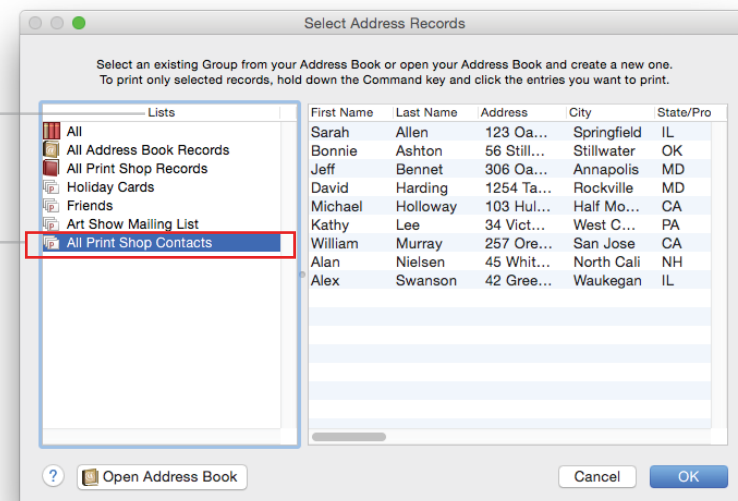 Select Address Records
Select an existing Group from your Address Book or open your Address Book and create a new one.
To print only selected records, hold down the Command key and click the entries you want to print.
Lists
All
All Address Book Records
All Print Shop Records
Holiday Cards
Friends
Art Show Mailing List
All Print Shop Contacts
First Name Last Name Address City State/Pro
Sarah Allen 123 Oa... Springfield IL
Bonnie Ashton 56 Still... Stillwater OK
Jeff Bennet 306 Oa... Annapolis MD
David Harding 1254 Ta... Rockville MD
Michael Holloway 103 Hul... Half Mo... CA
Kathy Lee 34 Vict... West C... PA
William Murray 257 Ore... San Jose CA
Alan Nielsen 45 Whit... North Cali NH
Alex Swanson 42 Gree... Waukegan IL
? Open Address Book Cancel OK